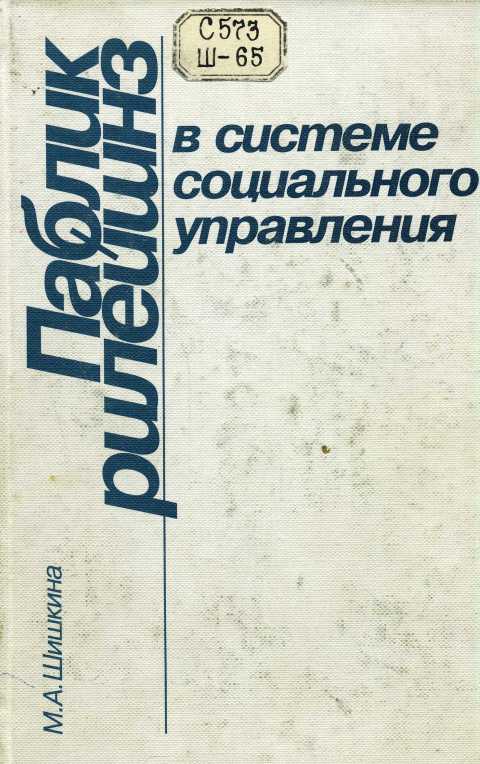 С573
Ш-65
Паблик
рилейшнз
в системе
социального
управления
М.А.Шишкина